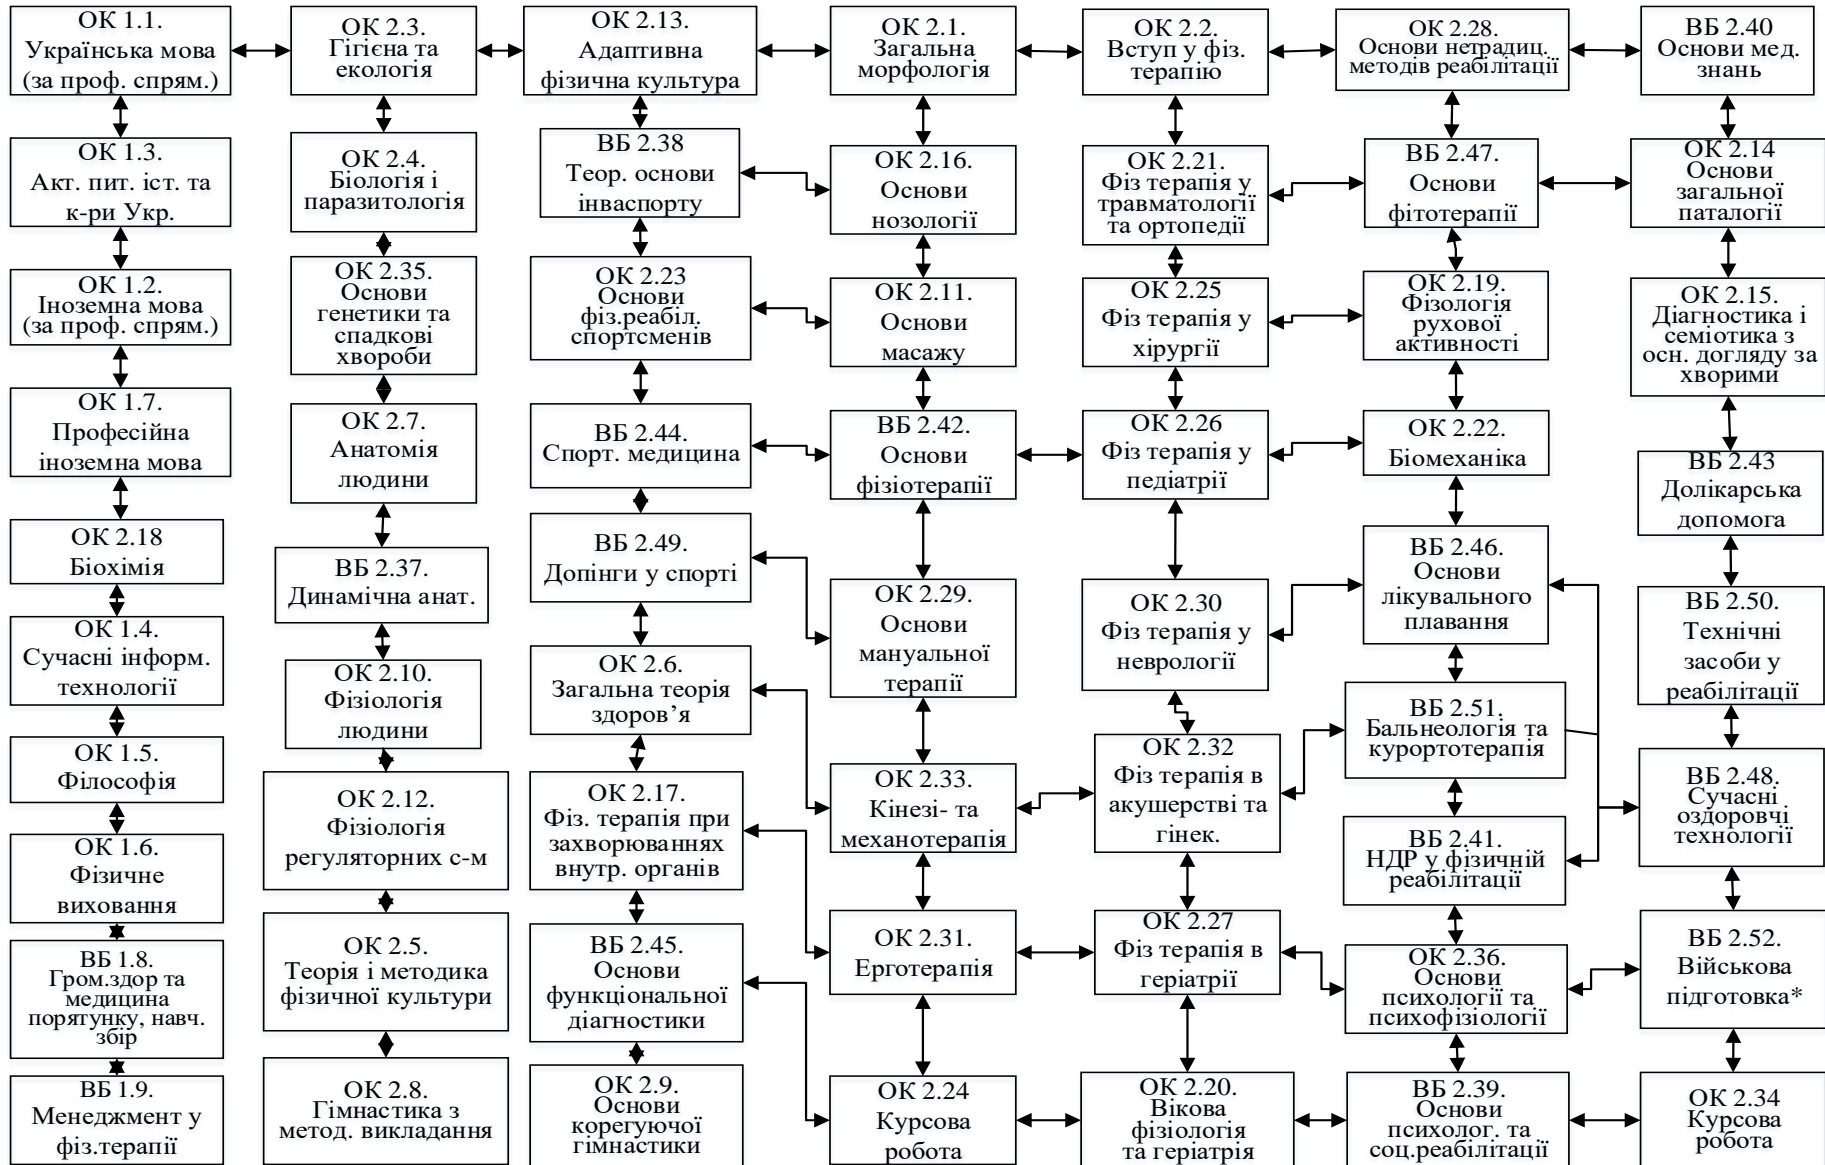 ОК 1.1.
Українська мова
(за проф. спрям.)
ОК 2.3.
Гігієна та
екологія
ОК 2.13.
Адаптивна
фізична культура
ОК 2.1.
Загальна
морфологія
ОК 2.2.
Вступ у фіз.
терапію
ОК 2.28.
Основи нетрадиц.
методів реабілітації
ВБ 2.40
Основи мед.
знань
ОК 1.3.
Акт. пит. іст. та
к-ри Укр.
ОК 2.4.
Біологія і
паразитологія
ВБ 2.38
Теор. основи
інваспорту
ОК 2.16.
Основи
нозології
ОК 2.21.
Фіз терапія у
травматології
та ортопедії
ВБ 2.47.
Основи
фітотерапії
ОК 2.14
Основи
загальної
паталогії
ОК 1.2.
Іноземна мова
(за проф. спрям.)
ОК 2.35.
Основи
генетики та
спадкові
хвороби
ОК 2.23
Основи
фіз.реабіл.
спортсменів
ОК 2.11.
Основи
масажу
ОК 2.25
Фіз терапія у
хірургії
ОК 2.19.
Фізологія
рухової
активності
ОК 2.15.
Діагностика і
семіотика з
осн. догляду за
хворими
ОК 1.7.
Професійна
іноземна мова
ОК 2.7.
Анатомія
людини
ВБ 2.44.
Спорт. медицина
ВБ 2.42.
Основи
фізіотерапії
ОК 2.26
Фіз терапія у
педіатрії
ОК 2.22.
Біомеханіка
ВБ 2.43
Долікарська
допомога
ОК 2.18
Біохімія
ВБ 2.37.
Динамічна анат.
ВБ 2.49.
Допінги у спорті
ОК 2.29.
Основи
мануальної
терапії
ОК 2.30
Фіз терапія у
неврології
ВБ 2.46.
Основи
лікувального
плавання
ВБ 2.50.
Технічні
засоби у
реабілітації
ОК 1.4.
Сучасні інформ.
технології
ОК 2.10.
Фізіологія
людини
ОК 2.6.
Загальна теорія
здоров’я
ОК 2.33.
Кінезі- та
механотерапія
ОК 2.32
Фіз терапія в
акушерстві та
гінек.
ВБ 2.51.
Бальнеологія та
курортотерапія
ВБ 2.48.
Сучасні
оздоровчі
технології
ОК 1.5.
Філософія
ОК 2.12.
Фізіологія
регуляторних с-м
ОК 2.17.
Фіз. терапія при
захворюваннях
внутр. органів
ВБ 2.41.
НДР у фізичній
реабілітації
ОК 1.6.
Фізичне
виховання
ОК 2.5.
Теорія і методика
фізичної культури
ВБ 2.45.
Основи
функціональної
діагностики
ОК 2.31.
Ерготерапія
ОК 2.27
Фіз терапія в
геріатрії
ОК 2.36.
Основи
психології та
психофізіології
ВБ 2.52.
Військова
підготовка*
ВБ 1.8.
Гром.здор та
медицина
порятунку, навч.
збір
ВБ 1.9.
Менеджмент у
фіз.терапії
ОК 2.8.
Гімнастика з
метод. викладання
ОК 2.9.
Основи
корегуючої
гімнастики
ОК 2.24
Курсова
робота
ОК 2.20.
Вікова
фізіологія
та геріатрія
ВБ 2.39.
Основи
психолог. та
соц.реабілітації
ОК 2.34
Курсова
робота